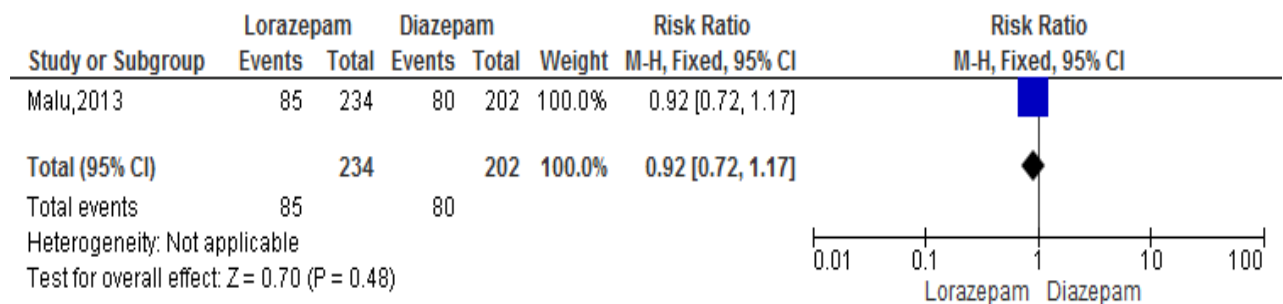 Lorazepam Diazepam Risk Ratio Risk Ratio
Study or Subgroup Events Total Events Total Weight M-H, Fixed, 95% CI M-H, Fixed, 95% CI
Malu,2013 85 234 80 202 100.0% 0.92 [0.72, 1.17]
Total (95% CI) 234 202 100.0% 0.92 [0.72, 1.17]
Total events 85 80
Heterogeneity: Not applicable
Test for overall effect: Z = 0.70 (P = 0.48)
0.01 0.1 1 10 100
Lorazepam Diazepam